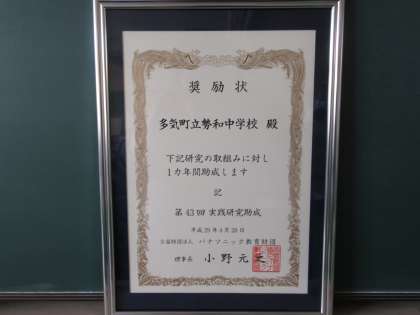 奨励状
多気町立勢和中学校 殿
下記研究の取組みに対し
1カ年間助成します
記
第43回 実践研究助成
平成29年4月28日
公益財団法人 パナソニック教育財団
理事長 小野元之